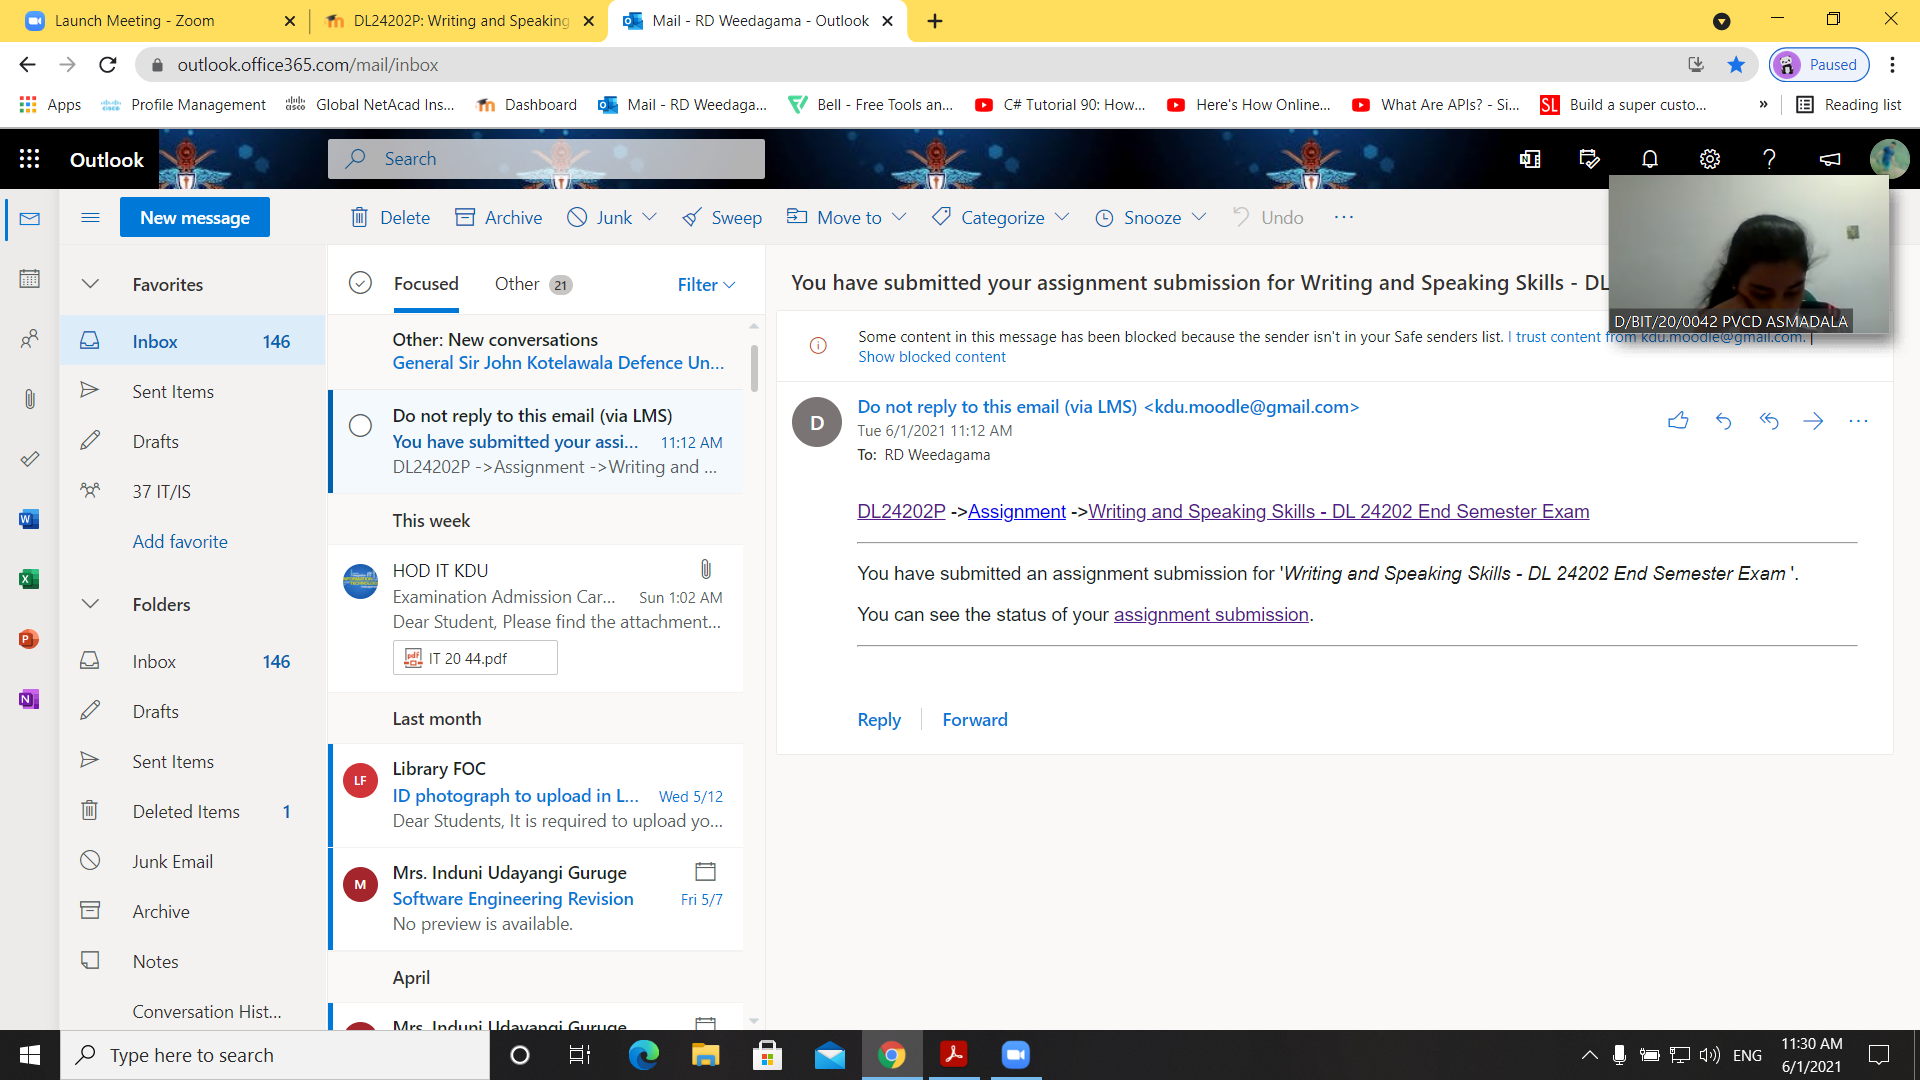 Launch Meeting - Zoom
DL24202P: Writing and Speaking
Mail - RD Weedagama - Outlook
outlook.office365.com/mail/inbox
Paused
Apps
Profile Management
Global NetAcad Ins...
Dashboard
Mail - RD Weedaga...
Bell - Free Tools an...
C# Tutorial 90: How...
Here's How Online...
What Are APIs? - Si...
SL
Build a super custo...
»
Reading list
Outlook
Search
New message
Delete
Archive
Junk
Sweep
Move to
Categorize
Snooze
Undo
D/BIT/20/0042 PVCD ASMADALA
Favorites
Inbox 146
Sent Items
Drafts
37 IT/IS
Add favorite
Folders
Inbox 146
Drafts
Sent Items
Deleted Items 1
Junk Email
Archive
Notes
Conversation Hist...
Focused
Other 21
Filter
Other: New conversations
General Sir John Kotelawala Defence Un...
Do not reply to this email (via LMS)
You have submitted your assi... 11:12 AM
DL24202P ->Assignment ->Writing and ...
This week
HOD IT KDU
Examination Admission Car... Sun 1:02 AM
Dear Student, Please find the attachment...
IT 20 44.pdf
Last month
LF
Library FOC
ID photograph to upload in L... Wed 5/12
Dear Students, It is required to upload yo...
M
Mrs. Induni Udayangi Guruge
Software Engineering Revision Fri 5/7
No preview is available.
April
Mrs. Induni Udayangi Guruge
You have submitted your assignment submission for Writing and Speaking Skills - DL
Some content in this message has been blocked because the sender isn't in your Safe senders list. I trust content from kdu.moodle@gmail.com. |
Show blocked content
D
Do not reply to this email (via LMS) <kdu.moodle@gmail.com>
Tue 6/1/2021 11:12 AM
To: RD Weedagama
DL24202P ->Assignment ->Writing and Speaking Skills - DL 24202 End Semester Exam
You have submitted an assignment submission for 'Writing and Speaking Skills - DL 24202 End Semester Exam '.
You can see the status of your assignment submission.
Reply
Forward
Type here to search
ENG
11:30 AM
6/1/2021